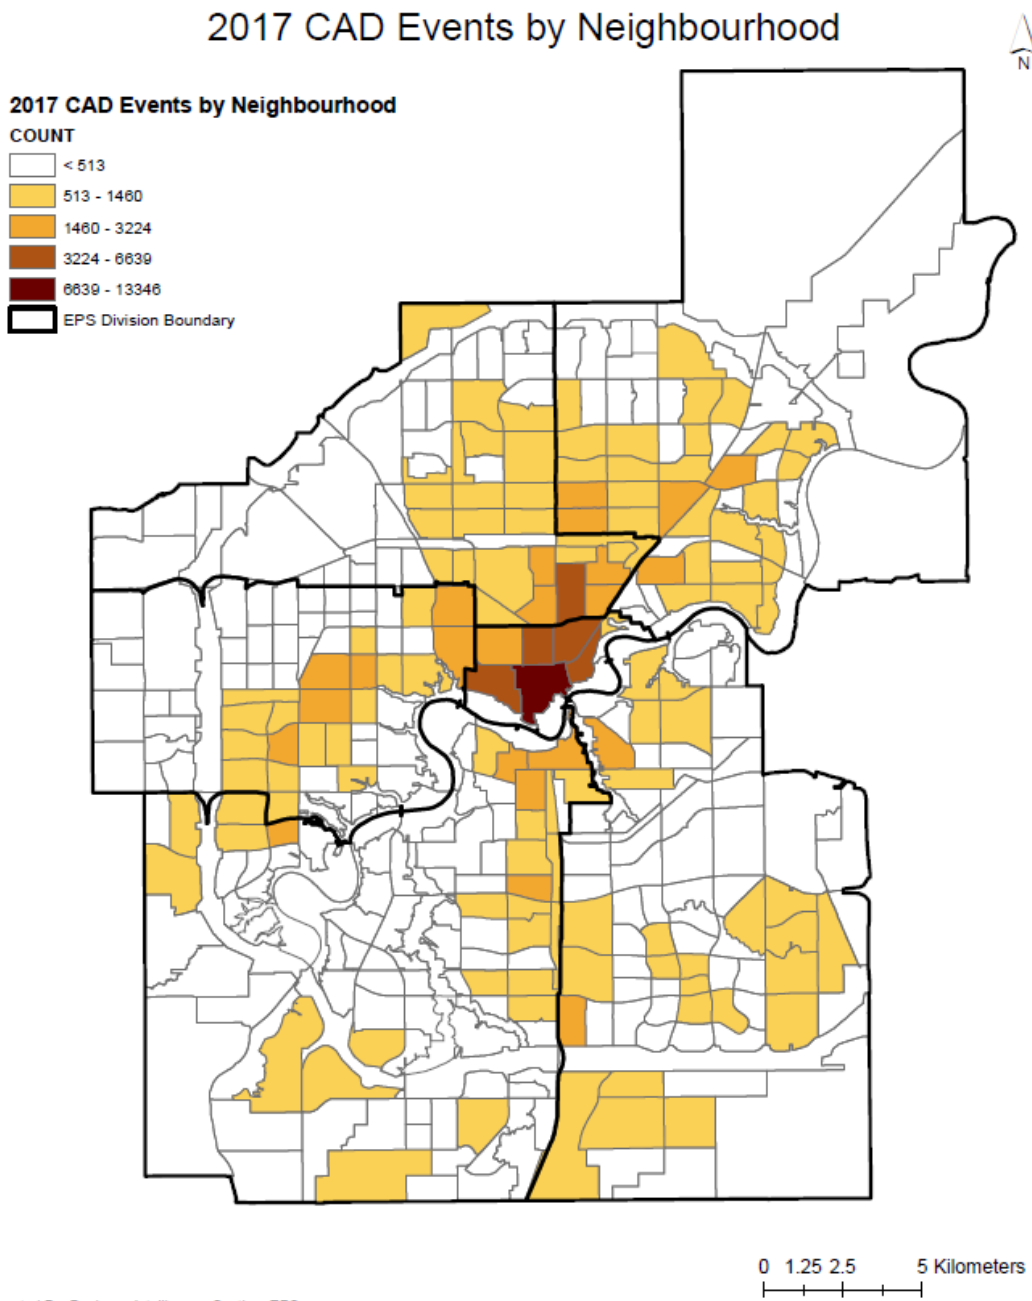 2017 CAD Events by Neighbourhood
N
2017 CAD Events by Neighbourhood
COUNT
< 513
513 - 1460
1460 - 3224
3224 - 6639
6639 - 13346
EPS Division Boundary
0 1.25 2.5 5 Kilometers